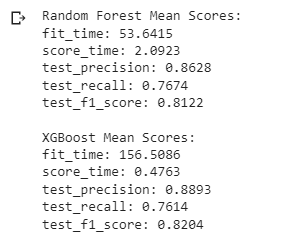 Random Forest Mean Scores:
fit_time: 53.6415
score_time: 2.0923
test_precision: 0.8628
test_recall: 0.7674
test_f1_score: 0.8122
XGBoost Mean Scores:
fit_time: 156.5086
score_time: 0.4763
test_precision: 0.8893
test_recall: 0.7614
test_f1_score: 0.8204